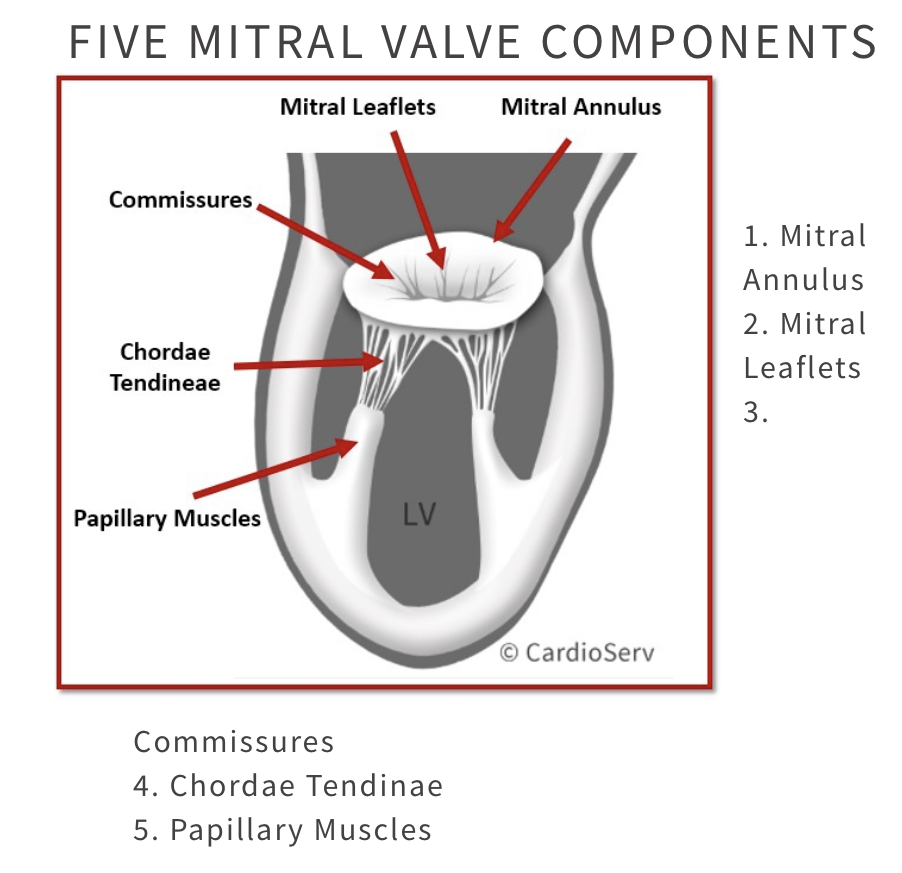 FIVE MITRAL VALVE COMPONENTS
Mitral Leaflets
Mitral Annulus
Commissures
Chordae
Tendineae
Papillary Muscles
LV
© CardioServ
1. Mitral
Annulus
2. Mitral
Leaflets
3.
Commissures
4. Chordae Tendinae
5. Papillary Muscles